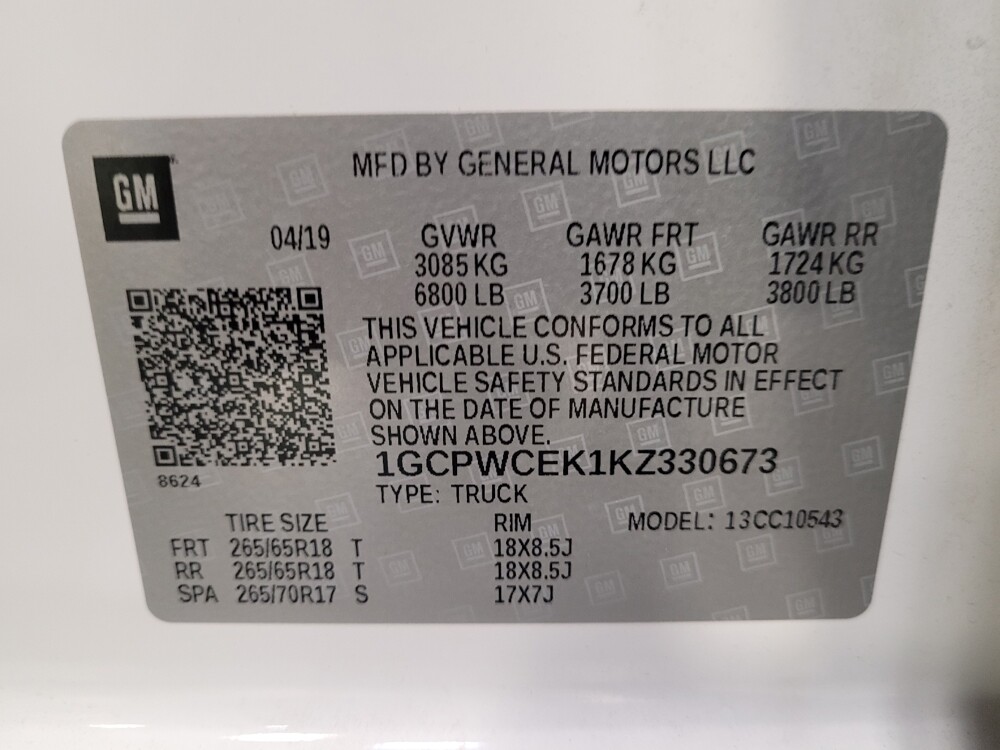 MFD BY GENERAL MOTORS LLC
GM
04/19 GVWR GAWR FRT GAWR RR
3085 KG 1678 KG 1724 KG
6800 LB 3700 LB 3800 LB
THIS VEHICLE CONFORMS TO ALL
APPLICABLE U.S. FEDERAL MOTOR
VEHICLE SAFETY STANDARDS IN EFFECT
ON THE DATE OF MANUFACTURE
SHOWN ABOVE.
1GCPWCEK1KZ330673
8624
TYPE: TRUCK
TIRE SIZE RIM MODEL: 13CC10543
FRT 265/65R18 T 18X8.5J
RR 265/65R18 T 18X8.5J
SPA 265/70R17 S 17X7J